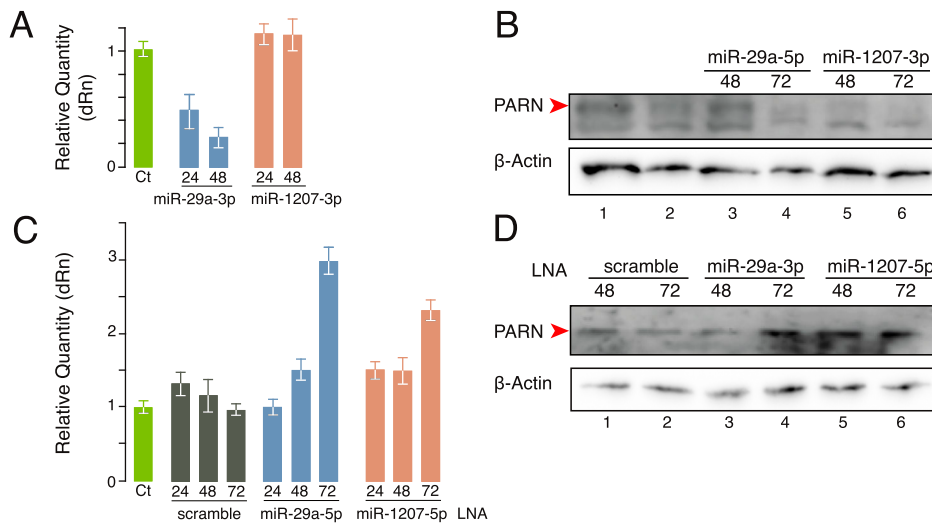 A
Relative Quantity
(dRn)
1
0
Ct
24 48
24 48
miR-29a-3p miR-1207-3p
B
miR-29a-5p miR-1207-3p
48 72 48 72
PARN
β-Actin
1 2 3 4 5 6
C
Relative Quantity (dRn)
3
2
1
0
Ct
24 48 72
24 48 72
24 48 72
scramble miR-29a-5p miR-1207-5p LNA
D
LNA scramble miR-29a-3p miR-1207-5p
48 72 48 72 48 72
PARN
β-Actin
1 2 3 4 5 6